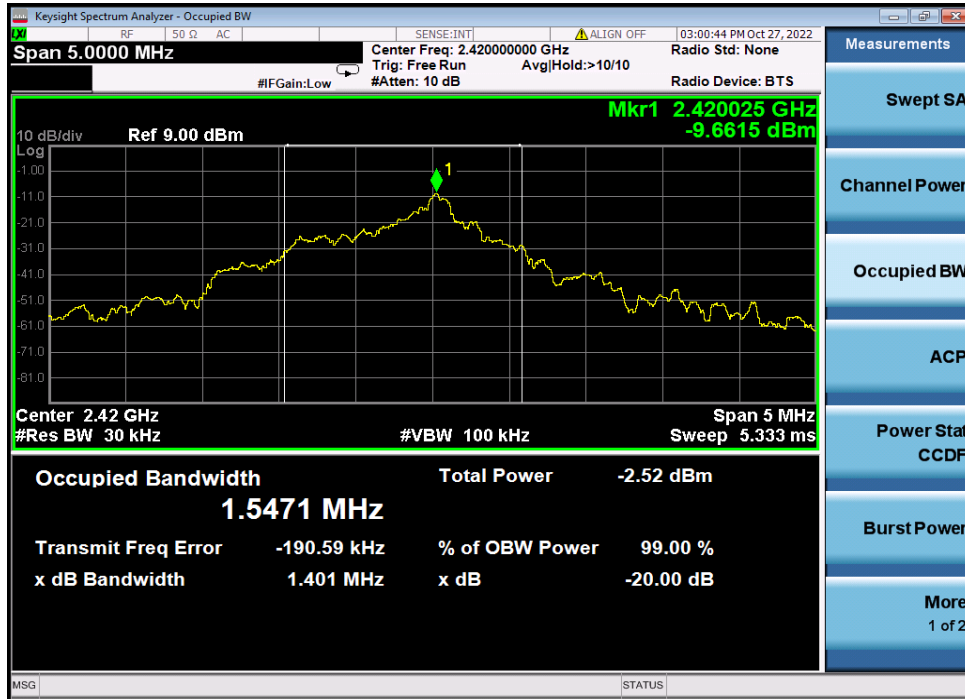 Keysight Spectrum Analyzer - Occupied BW
LXI RF 50 Ω AC SENSE:INT ALIGN OFF 03:00:44 PM Oct 27, 2022
Span 5.0000 MHz
Center Freq: 2.420000000 GHz Radio Std: None
Trig: Free Run Avg|Hold:>10/10
#IFGain:Low #Atten: 10 dB Radio Device: BTS
Mkr1 2.420025 GHz
-9.6615 dBm
10 dB/div Ref 9.00 dBm
Log
1
-1.00
-11.0
-21.0
-31.0
-41.0
-51.0
-61.0
-71.0
-81.0
Center 2.42 GHz Span 5 MHz
#Res BW 30 kHz #VBW 100 kHz Sweep 5.333 ms
Occupied Bandwidth Total Power -2.52 dBm
1.5471 MHz
Transmit Freq Error -190.59 kHz % of OBW Power 99.00 %
x dB Bandwidth 1.401 MHz x dB -20.00 dB
MSG STATUS
Measurements
Swept SA
Channel Power
Occupied BW
ACP
Power Stat
CCDF
Burst Power
More
1 of 2